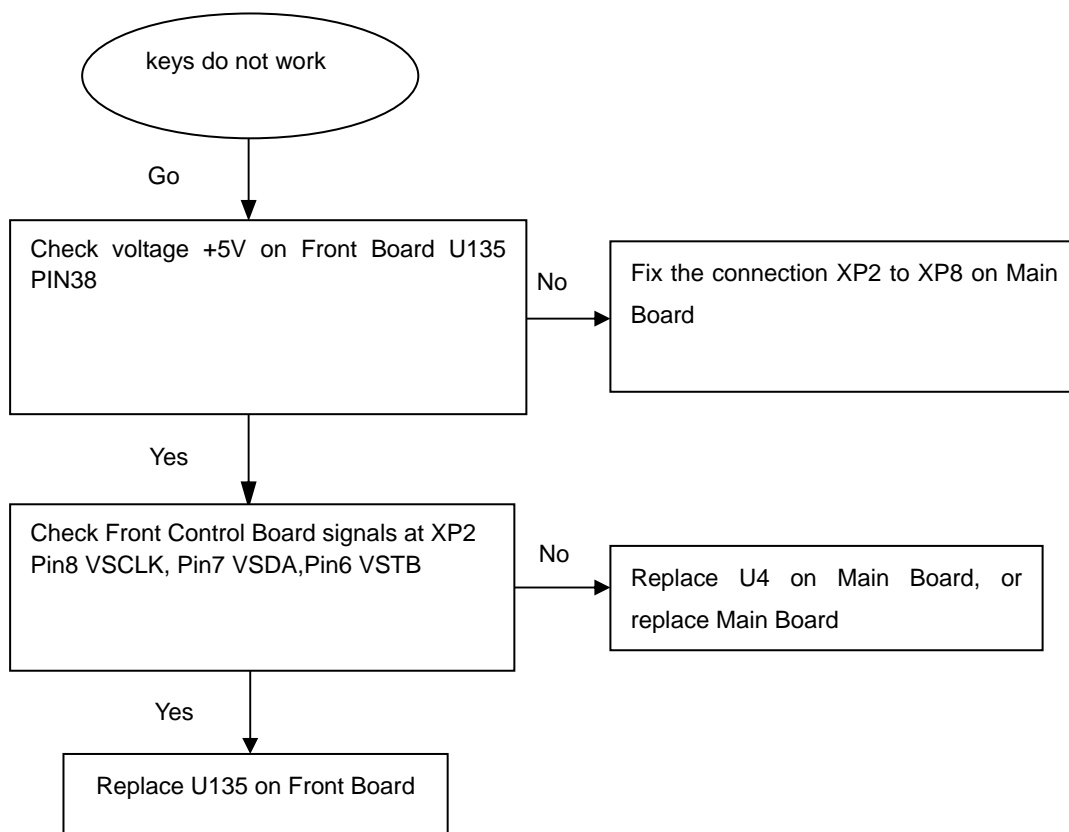 keys do not work
Go
Check voltage +5V on Front Board U135
PIN38
No
Fix the connection XP2 to XP8 on Main
Board
Yes
Check Front Control Board signals at XP2
Pin8 VSCLK, Pin7 VSDA,Pin6 VSTB
No
Replace U4 on Main Board, or
replace Main Board
Yes
Replace U135 on Front Board